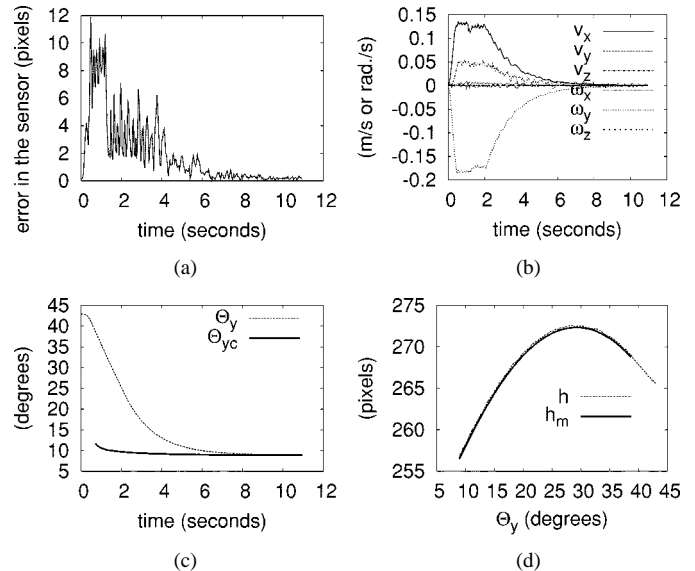 error in the sensor (pixels)
12
10
8
6
4
2
0
0 2 4 6 8 10 12
time (seconds)
(a)
(m/s or rad./s)
0.15
0.1
0.05
0
-0.05
-0.1
-0.15
-0.2
v_x
v_y
v_z
ω_x
ω_y
ω_z
0 2 4 6 8 10 12
time (seconds)
(b)
(degrees)
45
40
35
30
25
20
15
10
5
Θ_y
Θ_yc
0 2 4 6 8 10 12
time (seconds)
(c)
(pixels)
275
270
265
260
255
h
h_m
5 10 15 20 25 30 35 40 45
Θ_y (degrees)
(d)